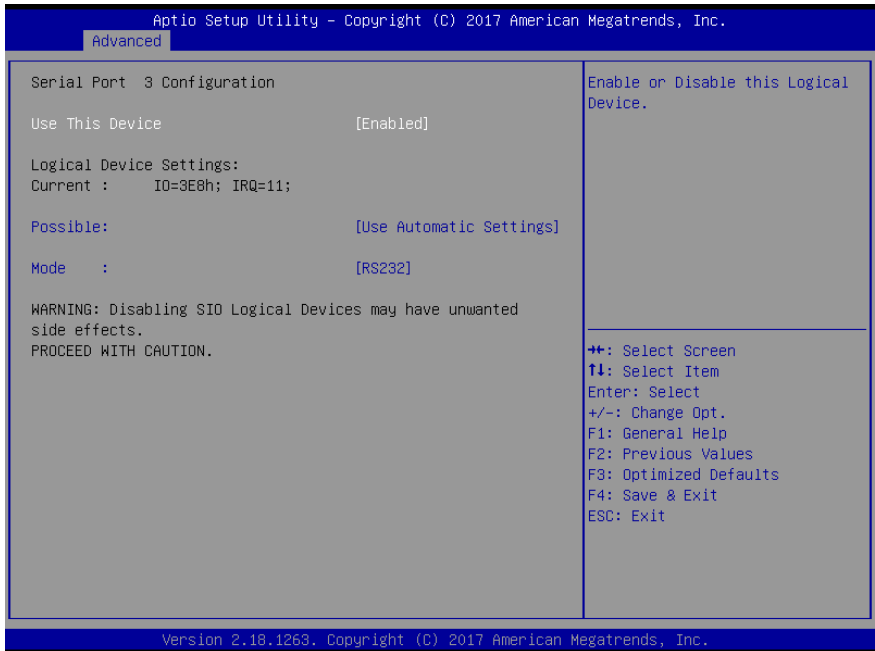 Aptio Setup Utility – Copyright (C) 2017 American Megatrends, Inc.
Advanced
Serial Port  3 Configuration
Use This Device [Enabled]
Logical Device Settings:
Current : IO=3E8h; IRQ=11;
Possible: [Use Automatic Settings]
Mode : [RS232]
WARNING: Disabling SIO Logical Devices may have unwanted
side effects.
PROCEED WITH CAUTION.
Enable or Disable this Logical
Device.
→←: Select Screen
↑↓: Select Item
Enter: Select
+/-: Change Opt.
F1: General Help
F2: Previous Values
F3: Optimized Defaults
F4: Save & Exit
ESC: Exit
Version 2.18.1263. Copyright (C) 2017 American Megatrends, Inc.